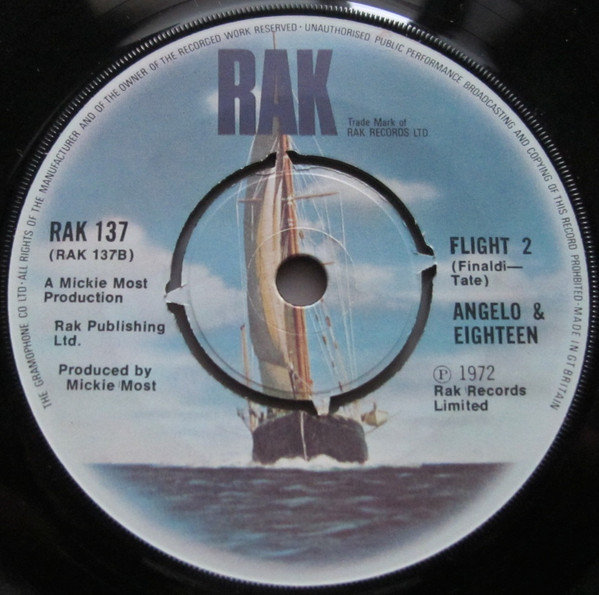 THE GRAMOPHONE CO LTD·ALL RIGHTS OF THE MANUFACTURER AND OF THE OWNER OF THE RECORDED WORK RESERVED · UNAUTHORISED PUBLIC PERFORMANCE BROADCASTING AND COPYING OF THIS RECORD PROHIBITED·MADE IN GT BRITAIN
RAK
Trade Mark of
RAK RECORDS LTD
RAK 137
(RAK 137B)
A Mickie Most
Production
Rak Publishing
Ltd.
Produced by
Mickie Most
FLIGHT 2
(Finaldi—
Tate)
ANGELO &
EIGHTEEN
Ⓟ 1972
Rak Records
Limited